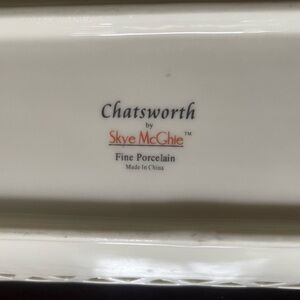 Chatsworth
by
Skye McGhie™
Fine Porcelain
Made In China